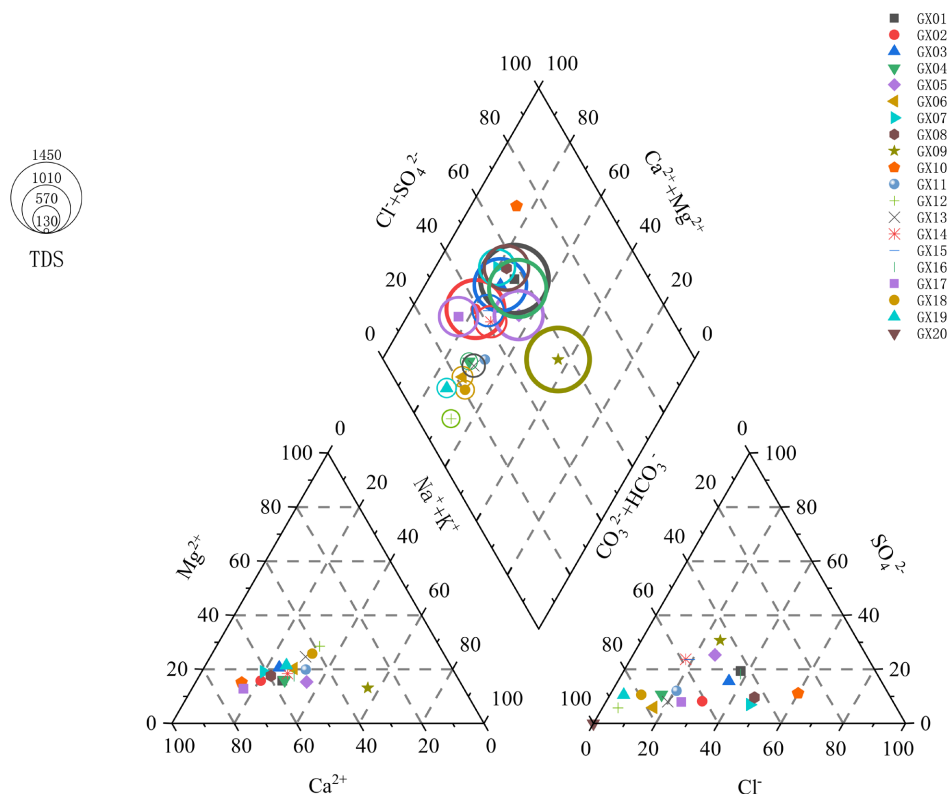 GX01
GX02
GX03
GX04
GX05
GX06
GX07
GX08
GX09
GX10
GX11
GX12
GX13
GX14
GX15
GX16
GX17
GX18
GX19
GX20
1450
1010
570
130
0
TDS
100 100
80 80
60 60
40 40
20 20
0 0
Cl⁻+SO₄²⁻
Ca²⁺+Mg²⁺
Na⁺+K⁺
CO₃²⁻+HCO₃⁻
0
100
20
80
40
60
60
40
80
20
100
0
100 80 60 40 20 0
Mg²⁺
Ca²⁺
0
20
40
60
80
100
80
60
40
20
0
0 20 40 60 80 100
SO₄²⁻
Cl⁻